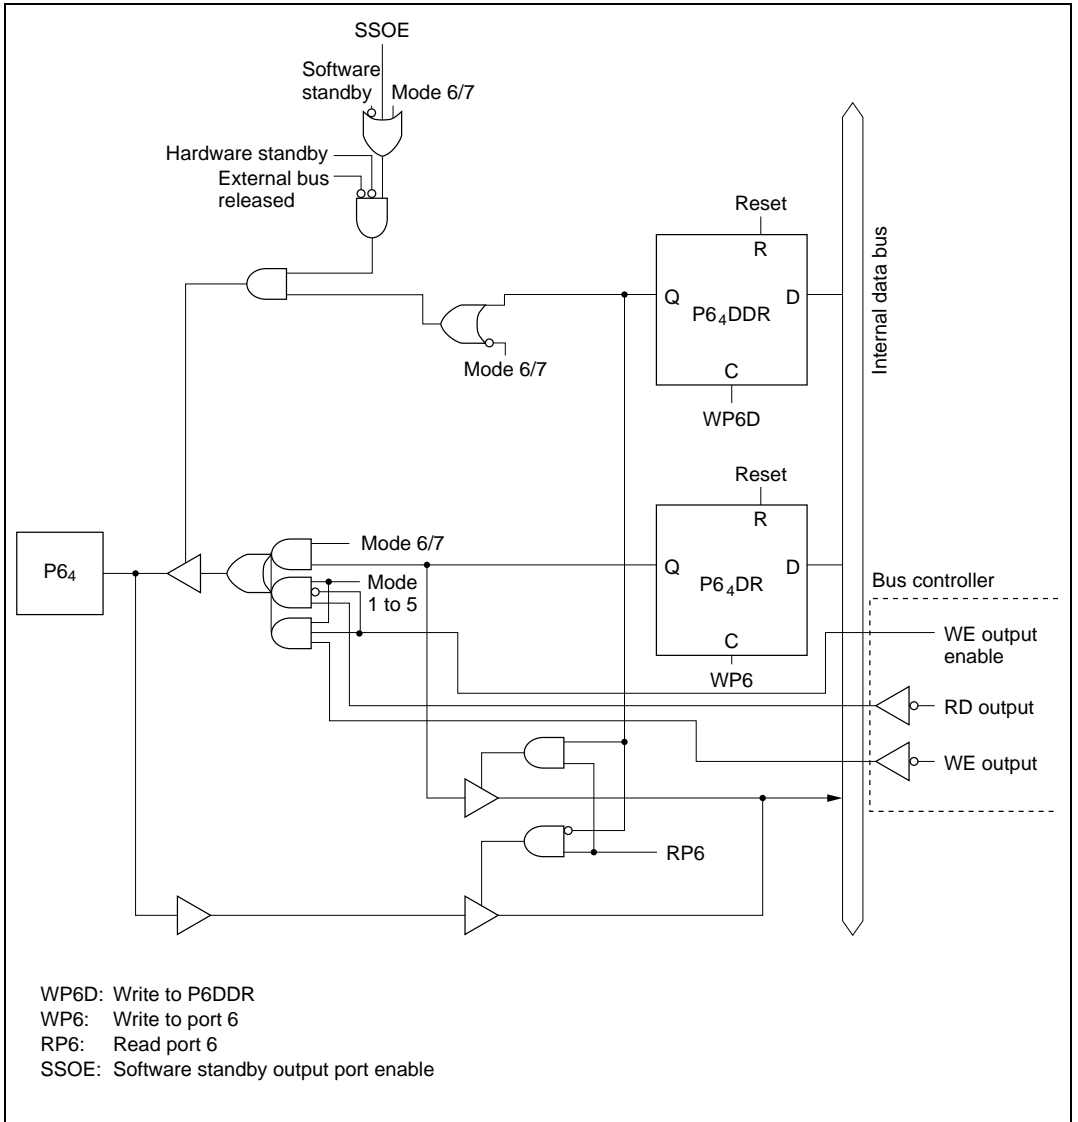 SSOE
Software
standby
Mode 6/7
Hardware standby
External bus
released
Reset
R
Q
P6₄DDR
D
C
WP6D
Internal data bus
Mode 6/7
Reset
R
Q
P6₄DR
D
C
WP6
P6₄
Mode 6/7
Mode
1 to 5
Bus controller
WE output
enable
RD output
WE output
RP6
WP6D: Write to P6DDR
WP6: Write to port 6
RP6: Read port 6
SSOE: Software standby output port enable